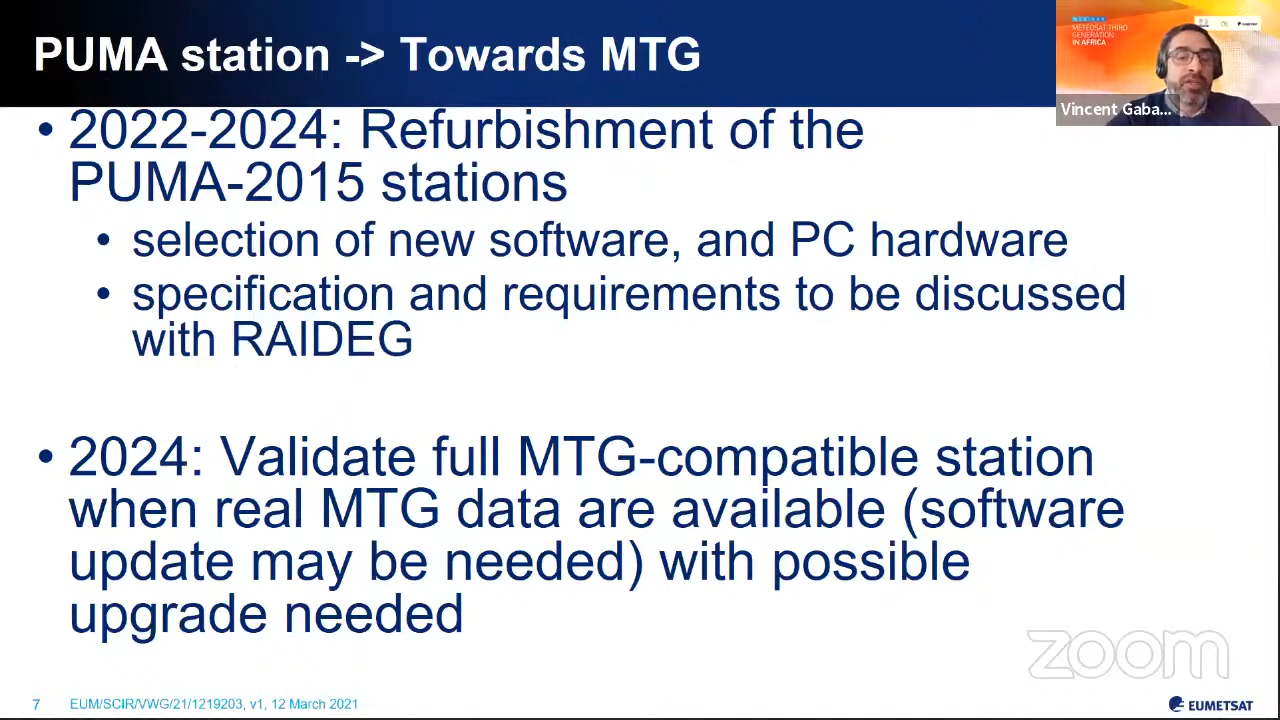 PUMA station -> Towards MTG
WEBINAR
METEOSAT THIRD
GENERATION
IN AFRICA
EUMETSAT
Vincent Gaba...
• 2022-2024: Refurbishment of the
PUMA-2015 stations
• selection of new software, and PC hardware
• specification and requirements to be discussed
with RAIDEG
• 2024: Validate full MTG-compatible station
when real MTG data are available (software
update may be needed) with possible
upgrade needed
zoom
7 EUM/SCIR/VWG/21/1219203, v1, 12 March 2021
EUMETSAT